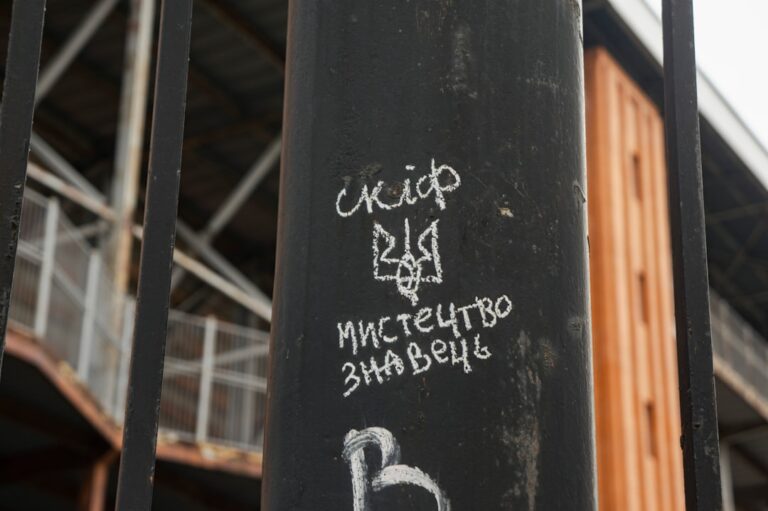 скіф
мистецтво
знавець
B